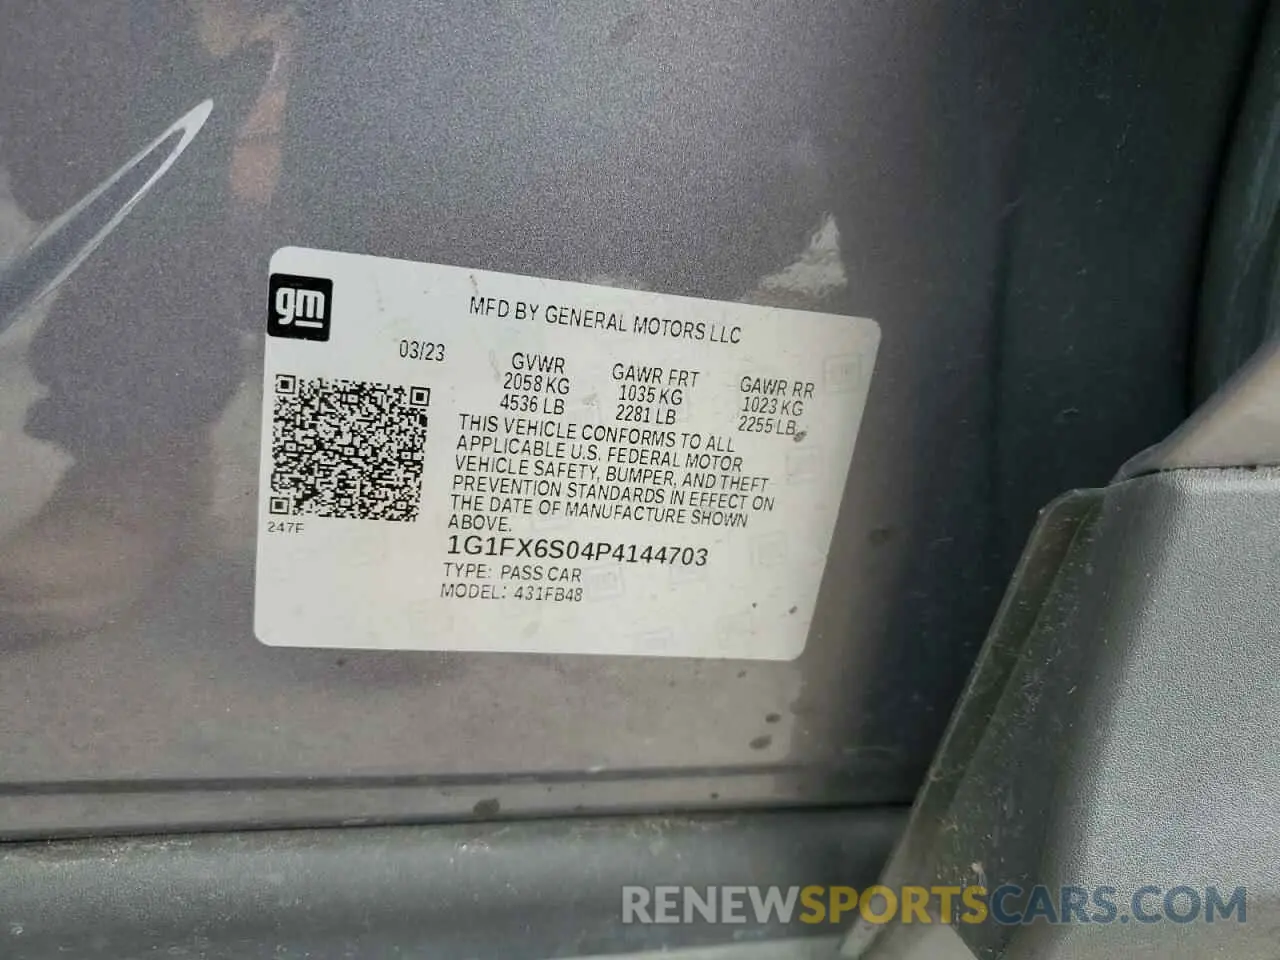 gm
MFD BY GENERAL MOTORS LLC
03/23
GVWR
2058 KG
4536 LB
GAWR FRT
1035 KG
2281 LB
GAWR RR
1023 KG
2255 LB
THIS VEHICLE CONFORMS TO ALL
APPLICABLE U.S. FEDERAL MOTOR
VEHICLE SAFETY, BUMPER, AND THEFT
PREVENTION STANDARDS IN EFFECT ON
THE DATE OF MANUFACTURE SHOWN
ABOVE.
247F
1G1FX6S04P4144703
TYPE: PASS CAR
MODEL: 431FB48
RENEWSPORTSCARS.COM